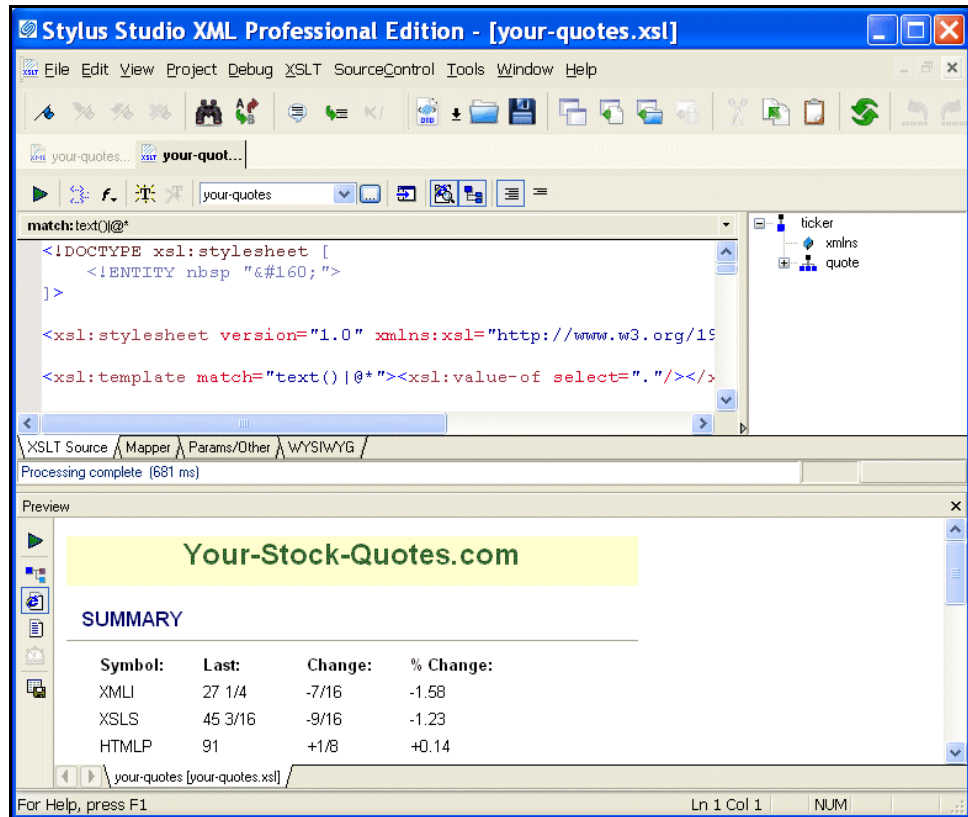 Stylus Studio XML Professional Edition - [your-quotes.xsl]
File Edit View Project Debug XSLT SourceControl Tools Window Help
your-quotes... your-quot...
your-quotes
match: text()|@*
<!DOCTYPE xsl:stylesheet [
<!ENTITY nbsp "&#160;">
]>
<xsl:stylesheet version="1.0" xmlns:xsl="http://www.w3.org/19
<xsl:template match="text()|@*"><xsl:value-of select="."/></x
ticker
xmlns
quote
XSLT Source Mapper Params/Other WYSIWYG
Processing complete (681 ms)
Preview
Your-Stock-Quotes.com
SUMMARY
Symbol: Last: Change: % Change:
XMLI 27 1/4 -7/16 -1.58
XSLS 45 3/16 -9/16 -1.23
HTMLP 91 +1/8 +0.14
your-quotes [your-quotes.xsl]
For Help, press F1 Ln 1 Col 1 NUM